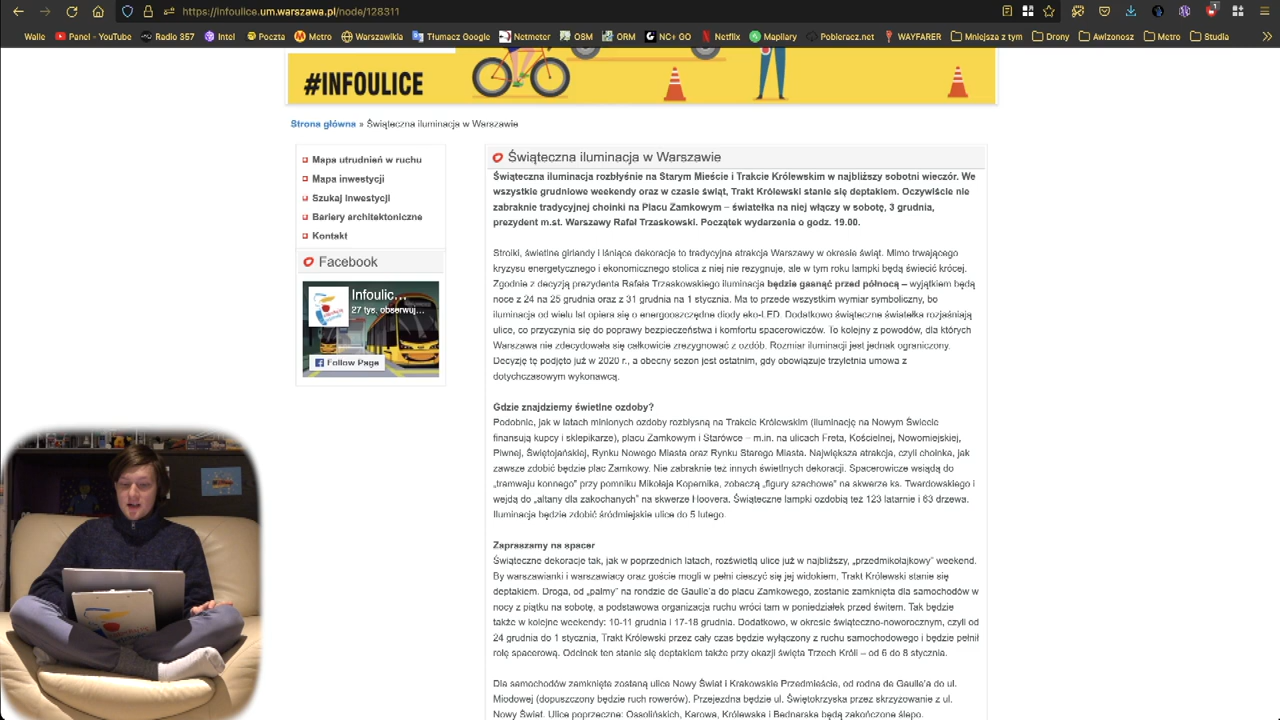 https://infoulice.um.warszawa.pl/node/128311
Walle Panel - YouTube Radio 357 Intel Poczta Metro Warszawikia Tłumacz Google Netmoter OSM ORM NC+ GO Netflix Mapillary Pobieracz.net WAYFARER Mniejsza z tym Drony Awizonosz Metro Studia
#INFOULICE
Strona główna » Świąteczna iluminacja w Warszawie
Mapa utrudnień w ruchu
Mapa inwestycji
Szukaj inwestycji
Bariery architektoniczne
Kontakt
Facebook
Infoulic...
27 tys. obserwuj...
Follow Page
Świąteczna iluminacja w Warszawie
Świąteczna iluminacja rozbłyśnie na Starym Mieście i Trakcie Królewskim w najbliższy sobotni wieczór. We
wszystkie grudniowe weekendy oraz w czasie świąt, Trakt Królewski stanie się deptakiem. Oczywiście nie
zabraknie tradycyjnej choinki na Placu Zamkowym – światełka na niej włączy w sobotę, 3 grudnia,
prezydent m.st. Warszawy Rafał Trzaskowski. Początek wydarzenia o godz. 19.00.
Stroiki, świetlne girlandy i lśniące dekoracje to tradycyjna atrakcja Warszawy w okresie świąt. Mimo trwającego
kryzysu energetycznego i ekonomicznego stolica z niej nie rezygnuje, ale w tym roku lampki będą świecić krócej.
Zgodnie z decyzją prezydenta Rafała Trzaskowskiego iluminacja będzie gasnąć przed północą – wyjątkiem będą
noce z 24 na 25 grudnia oraz z 31 grudnia na 1 stycznia. Ma to przede wszystkim wymiar symboliczny, bo
iluminacja od wielu lat opiera się o energooszczędne diody eko-LED. Dodatkowo świąteczne światełka rozjaśniają
ulice, co przyczynia się do poprawy bezpieczeństwa i komfortu spacerowiczów. To kolejny z powodów, dla których
Warszawa nie zdecydowała się całkowicie zrezygnować z ozdób. Rozmiar iluminacji jest jednak ograniczony.
Decyzję tę podjęto już w 2020 r., a obecny sezon jest ostatnim, gdy obowiązuje trzyletnia umowa z
dotychczasowym wykonawcą.
Gdzie znajdziemy świetlne ozdoby?
Podobnie, jak w latach minionych ozdoby rozbłysną na Trakcie Królewskim (iluminację na Nowym Świecie
finansują kupcy i sklepikarze), placu Zamkowym i Starówce – m.in. na ulicach Freta, Kościelnej, Nowomiejskiej,
Piwnej, Świętojańskiej, Rynku Nowego Miasta oraz Rynku Starego Miasta. Największa atrakcja, czyli choinka, jak
zawsze zdobić będzie plac Zamkowy. Nie zabraknie też innych świetlnych dekoracji. Spacerowicze wsiądą do
„tramwaju konnego” przy pomniku Mikołaja Kopernika, zobaczą „figury szachowe” na skwerze ks. Twardowskiego i
wejdą do „altany dla zakochanych” na skwerze Hoovera. Świąteczne lampki ozdobią też 123 latarnie i 63 drzewa.
Iluminacja będzie zdobić śródmiejskie ulice do 5 lutego.
Zapraszamy na spacer
Świąteczne dekoracje tak, jak w poprzednich latach, rozświetlą ulice już w najbliższy, „przedmikołajkowy” weekend.
By warszawianki i warszawiacy oraz goście mogli w pełni cieszyć się jej widokiem, Trakt Królewski stanie się
deptakiem. Droga, od „palmy” na rondzie de Gaulle'a do placu Zamkowego, zostanie zamknięta dla samochodów w
nocy z piątku na sobotę, a podstawowa organizacja ruchu wróci tam w poniedziałek przed świtem. Tak będzie
także w kolejne weekendy: 10-11 grudnia i 17-18 grudnia. Dodatkowo, w okresie świąteczno-noworocznym, czyli od
24 grudnia do 1 stycznia, Trakt Królewski przez cały czas będzie wyłączony z ruchu samochodowego i będzie pełnił
rolę spacerową. Odcinek ten stanie się deptakiem także przy okazji święta Trzech Króli – od 6 do 8 stycznia.
Dla samochodów zamknięte zostaną ulice Nowy Świat i Krakowskie Przedmieście, od rodna de Gaulle'a do ul.
Miodowej (dopuszczony będzie ruch rowerów). Przejezdna będzie ul. Świętokrzyska przez skrzyżowanie z ul.
Nowy Świat. Ulice poprzeczne: Ossolińskich, Karowa, Królewska i Bednarska będą zakończone ślepo.